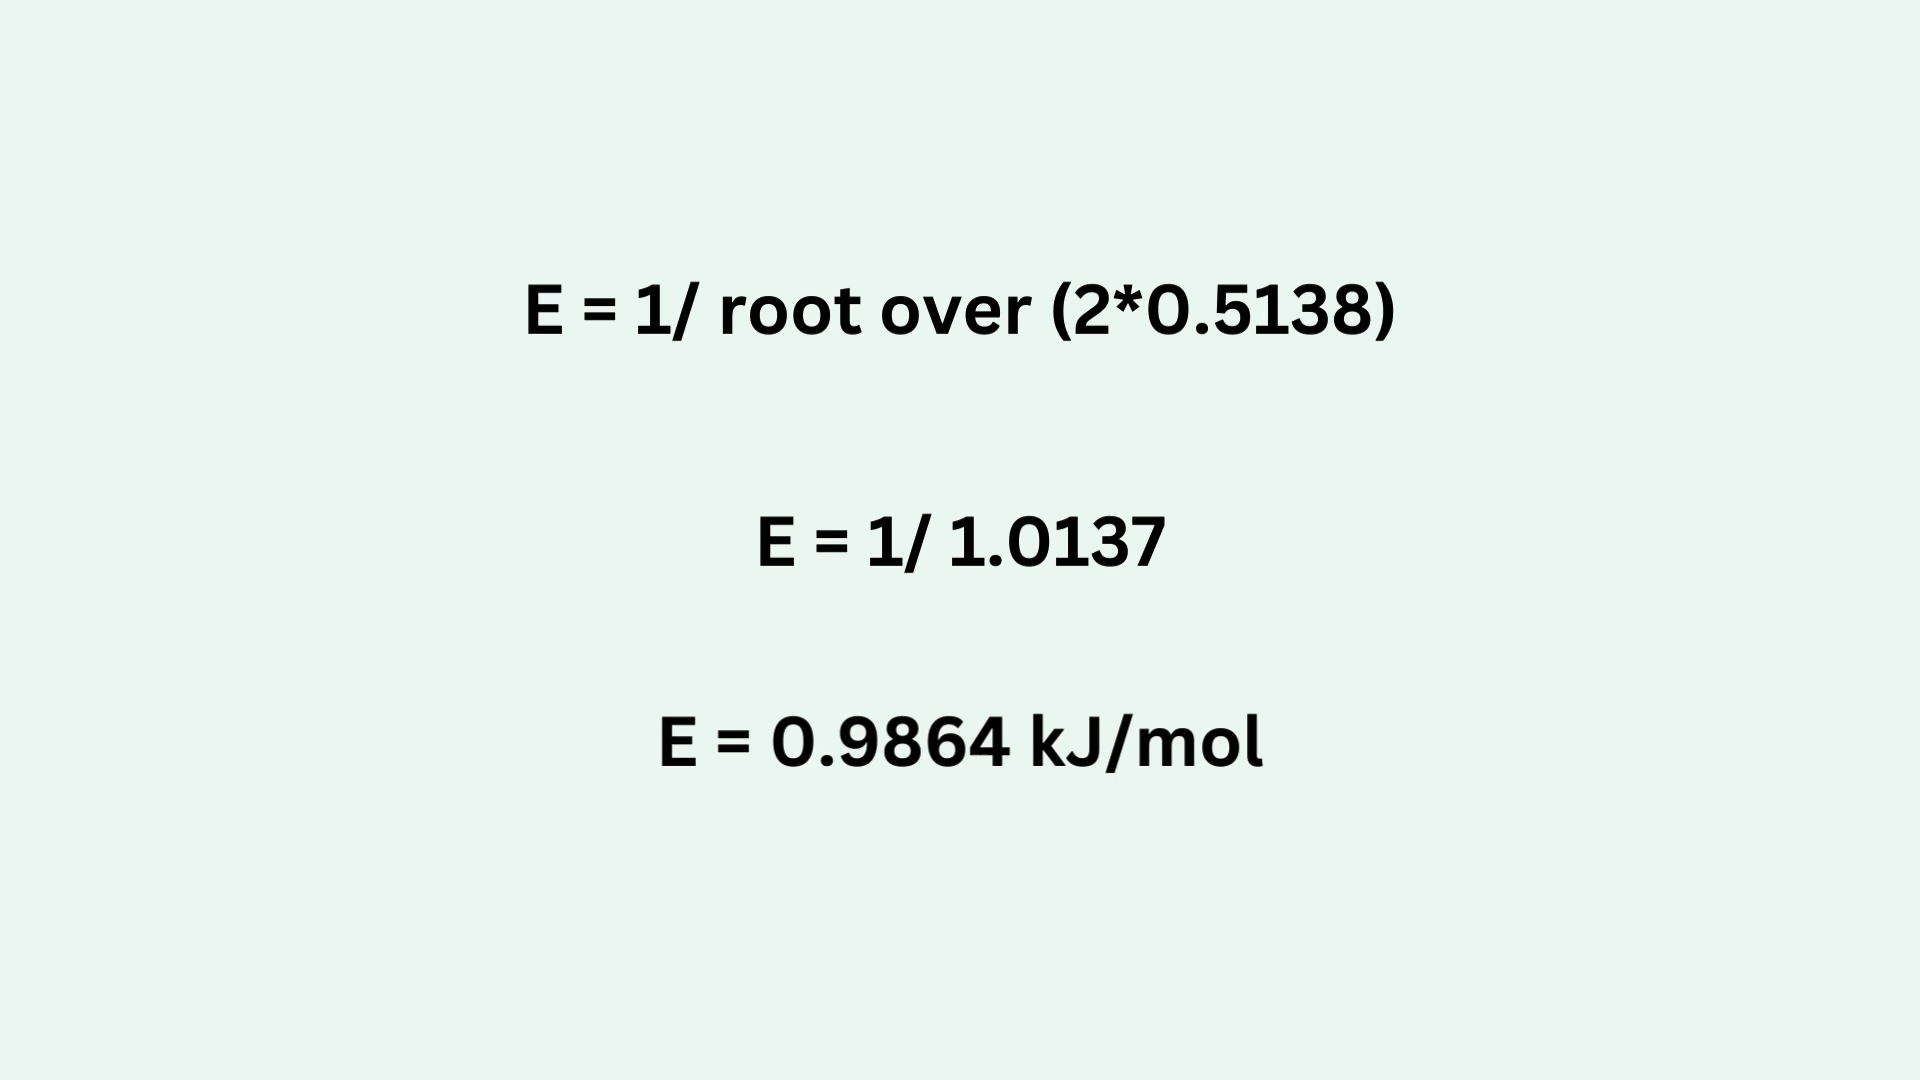 E = 1/ root over (2*0.5138)
E = 1/ 1.0137
E = 0.9864 kJ/mol